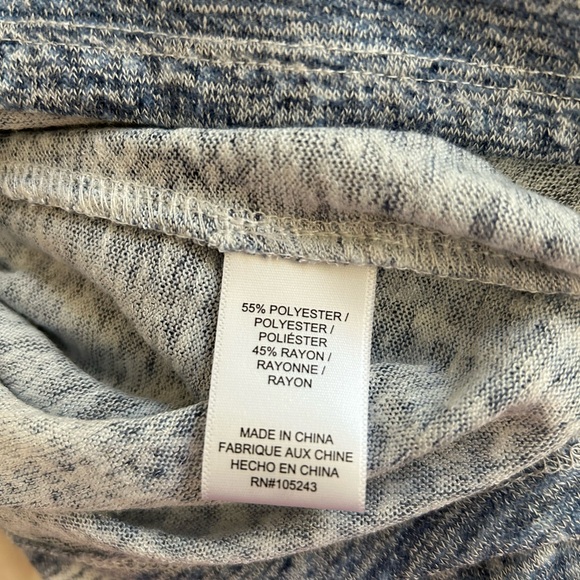 55% POLYESTER /
POLYESTER /
POLIÉSTER
45% RAYON /
RAYONNE /
RAYON
MADE IN CHINA
FABRIQUE AUX CHINE
HECHO EN CHINA
RN#105243